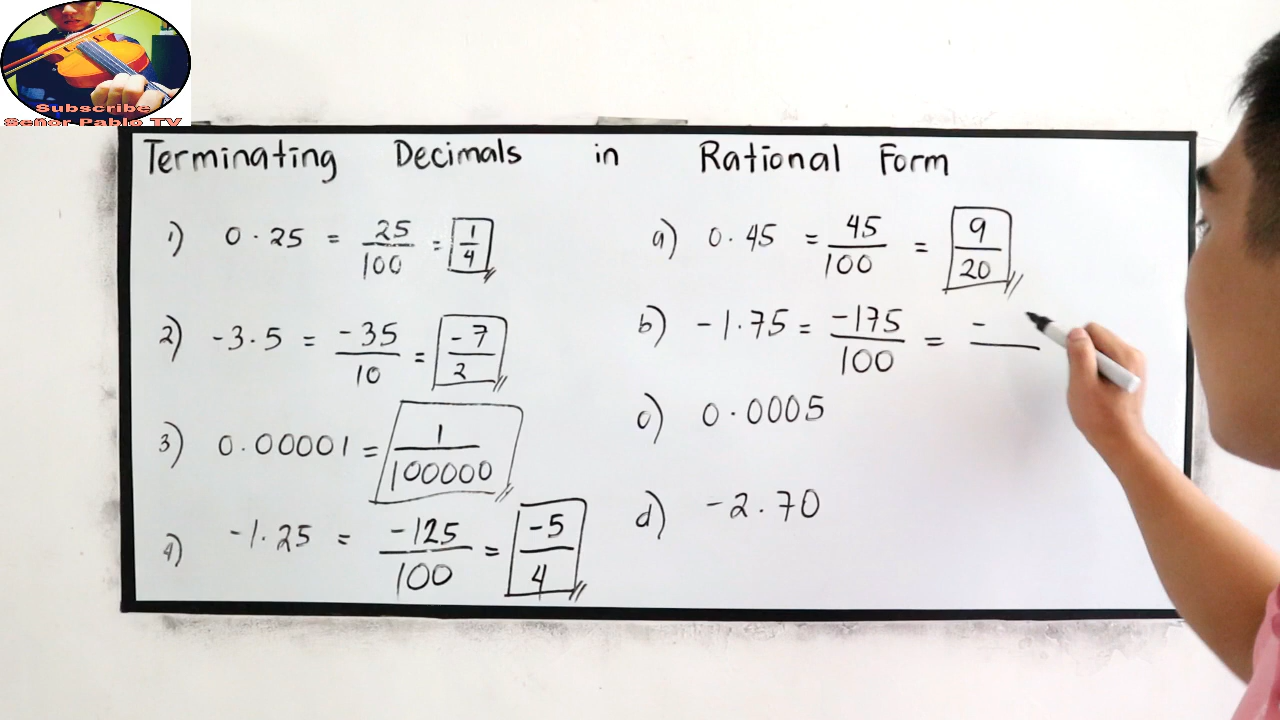 Subscribe
Señor Pablo TV
Terminating Decimals in Rational Form
1) 0.25 = 25/100 = 1/4
2) -3.5 = -35/10 = -7/2
3) 0.00001 = 1/100000
4) -1.25 = -125/100 = -5/4
a) 0.45 = 45/100 = 9/20
b) -1.75 = -175/100 = -
c) 0.0005
d) -2.70